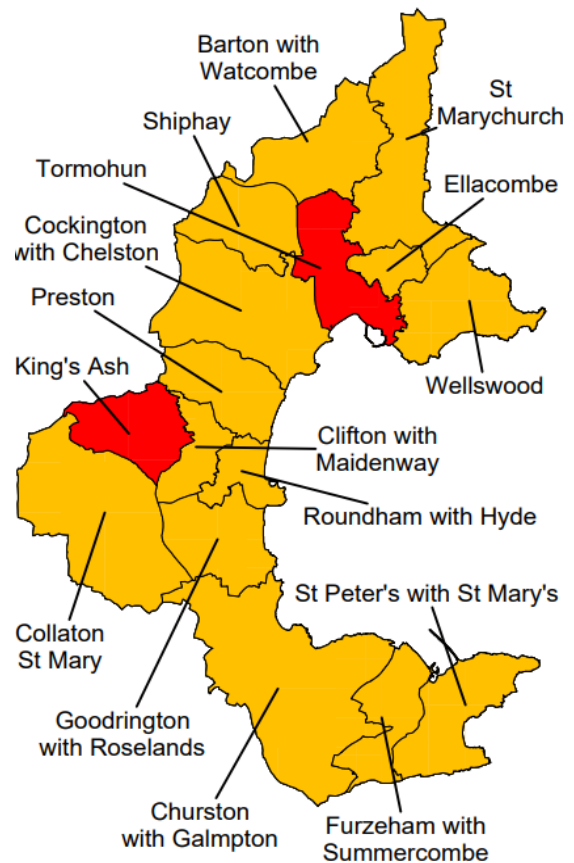 Barton with
Watcombe
St
Marychurch
Shiphay
Tormohun
Ellacombe
Cockington
with Chelston
Preston
King's Ash
Wellswood
Clifton with
Maidenway
Roundham with Hyde
St Peter's with St Mary's
Collaton
St Mary
Goodrington
with Roselands
Churston
with Galmpton
Furzeham with
Summercombe